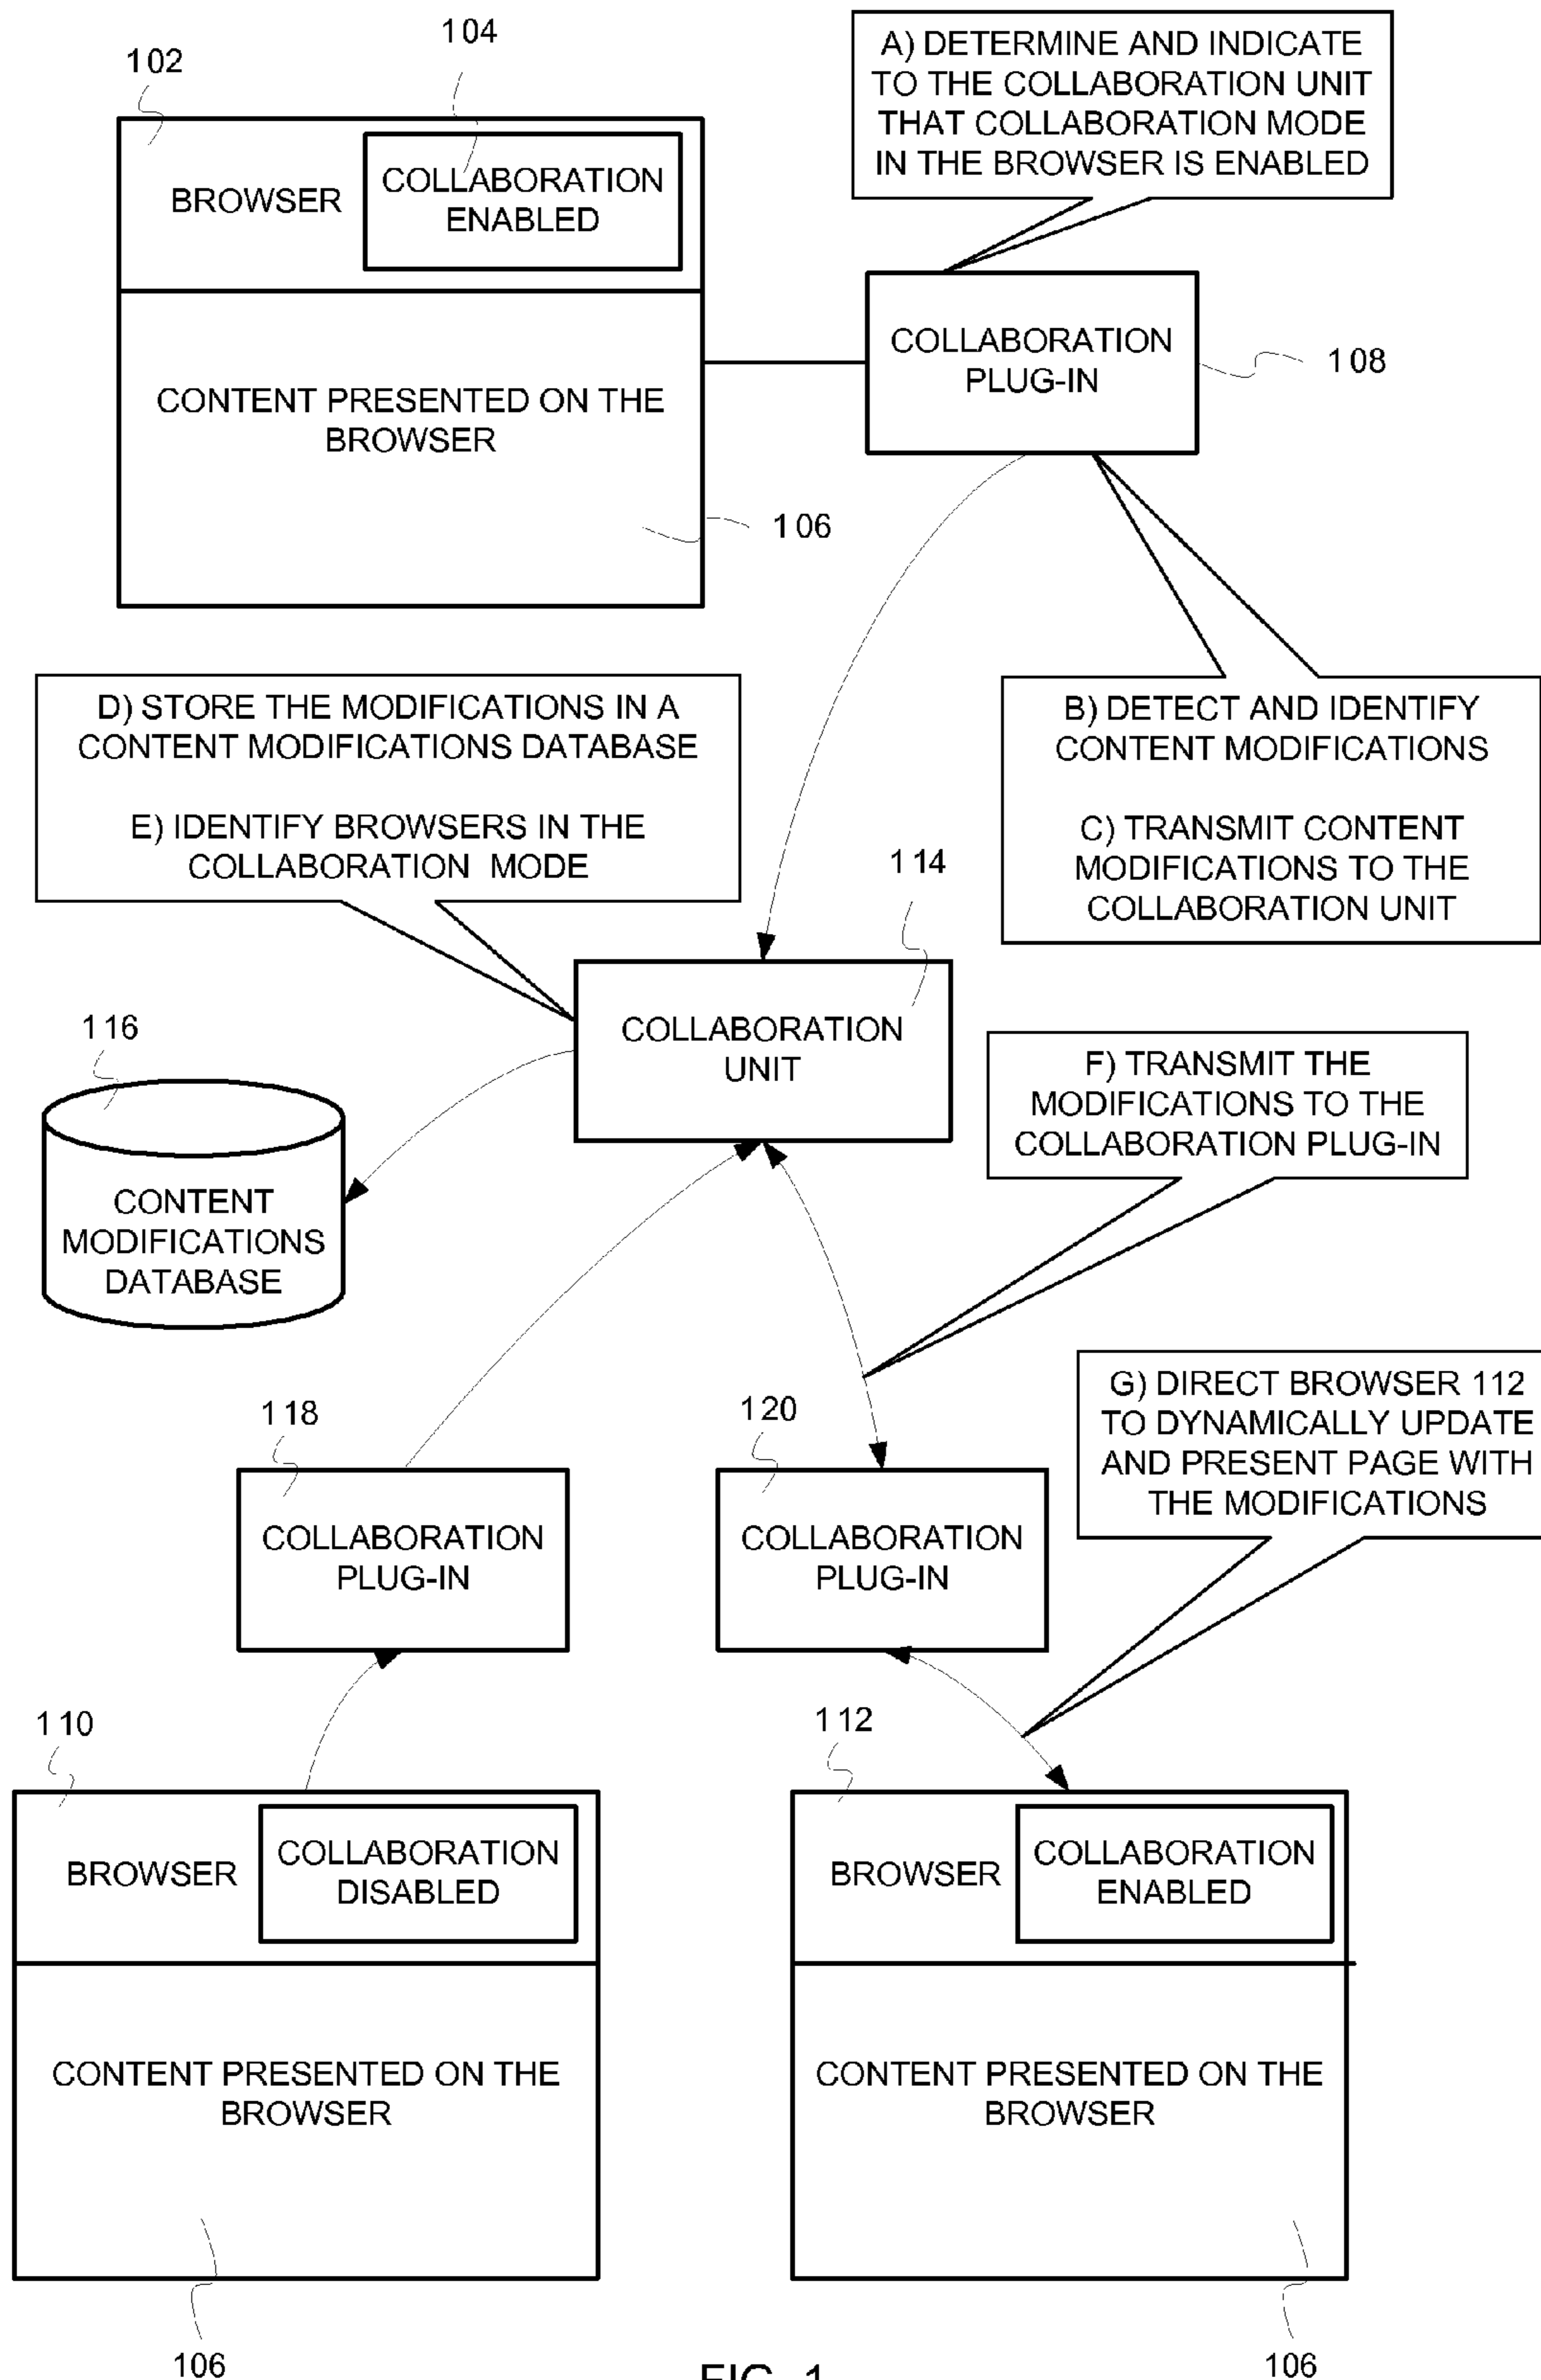 104
102
A) DETERMINE AND INDICATE
TO THE COLLABORATION UNIT
THAT COLLABORATION MODE
IN THE BROWSER IS ENABLED
BROWSER
COLLABORATION
ENABLED
COLLABORATION
PLUG-IN
108
CONTENT PRESENTED ON THE
BROWSER
106
D) STORE THE MODIFICATIONS IN A
CONTENT MODIFICATIONS DATABASE
E) IDENTIFY BROWSERS IN THE
COLLABORATION MODE
B) DETECT AND IDENTIFY
CONTENT MODIFICATIONS
C) TRANSMIT CONTENT
MODIFICATIONS TO THE
COLLABORATION UNIT
114
COLLABORATION
UNIT
116
CONTENT
MODIFICATIONS
DATABASE
F) TRANSMIT THE
MODIFICATIONS TO THE
COLLABORATION PLUG-IN
G) DIRECT BROWSER 112
TO DYNAMICALLY UPDATE
AND PRESENT PAGE WITH
THE MODIFICATIONS
118
COLLABORATION
PLUG-IN
120
COLLABORATION
PLUG-IN
110
BROWSER
COLLABORATION
DISABLED
CONTENT PRESENTED ON THE
BROWSER
106
112
BROWSER
COLLABORATION
ENABLED
CONTENT PRESENTED ON THE
BROWSER
106
FIG. 1